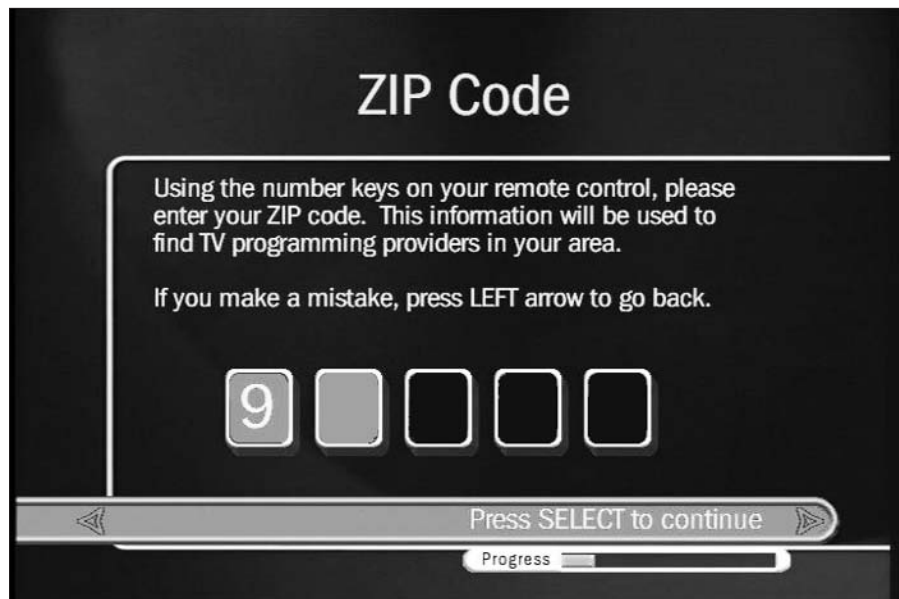 ZIP Code
Using the number keys on your remote control, please
enter your ZIP code.  This information will be used to
find TV programming providers in your area.
If you make a mistake, press LEFT arrow to go back.
9
Press SELECT to continue
Progress